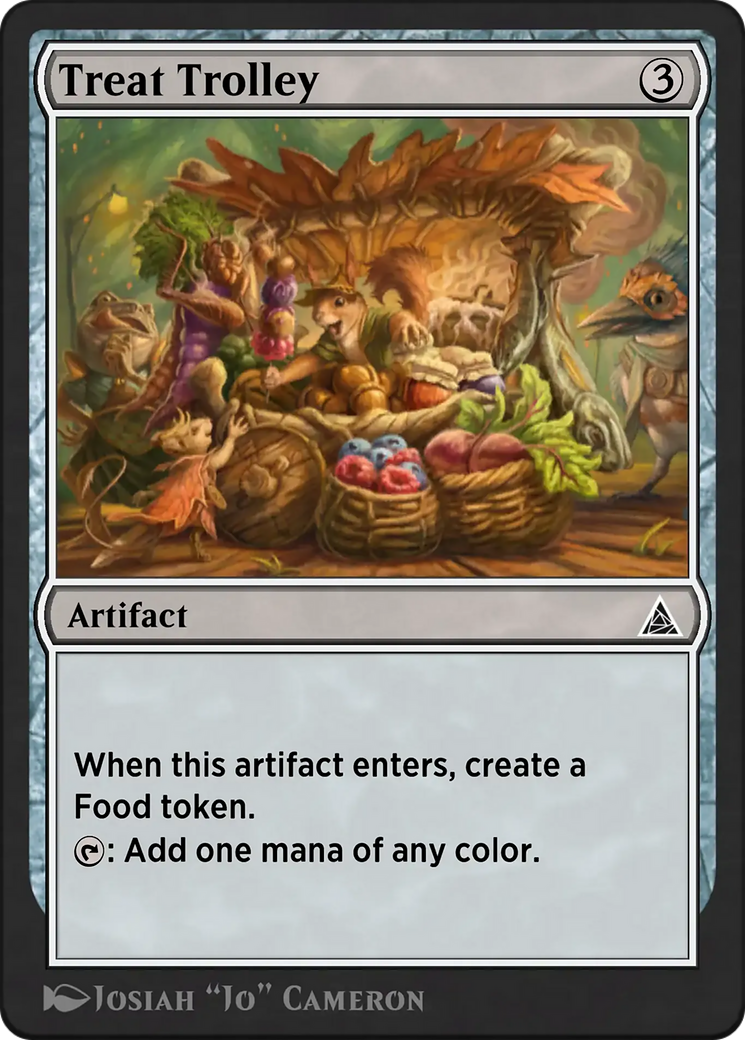 Treat Trolley 3
Artifact
When this artifact enters, create a
Food token.
: Add one mana of any color.
Josiah “Jo” Cameron